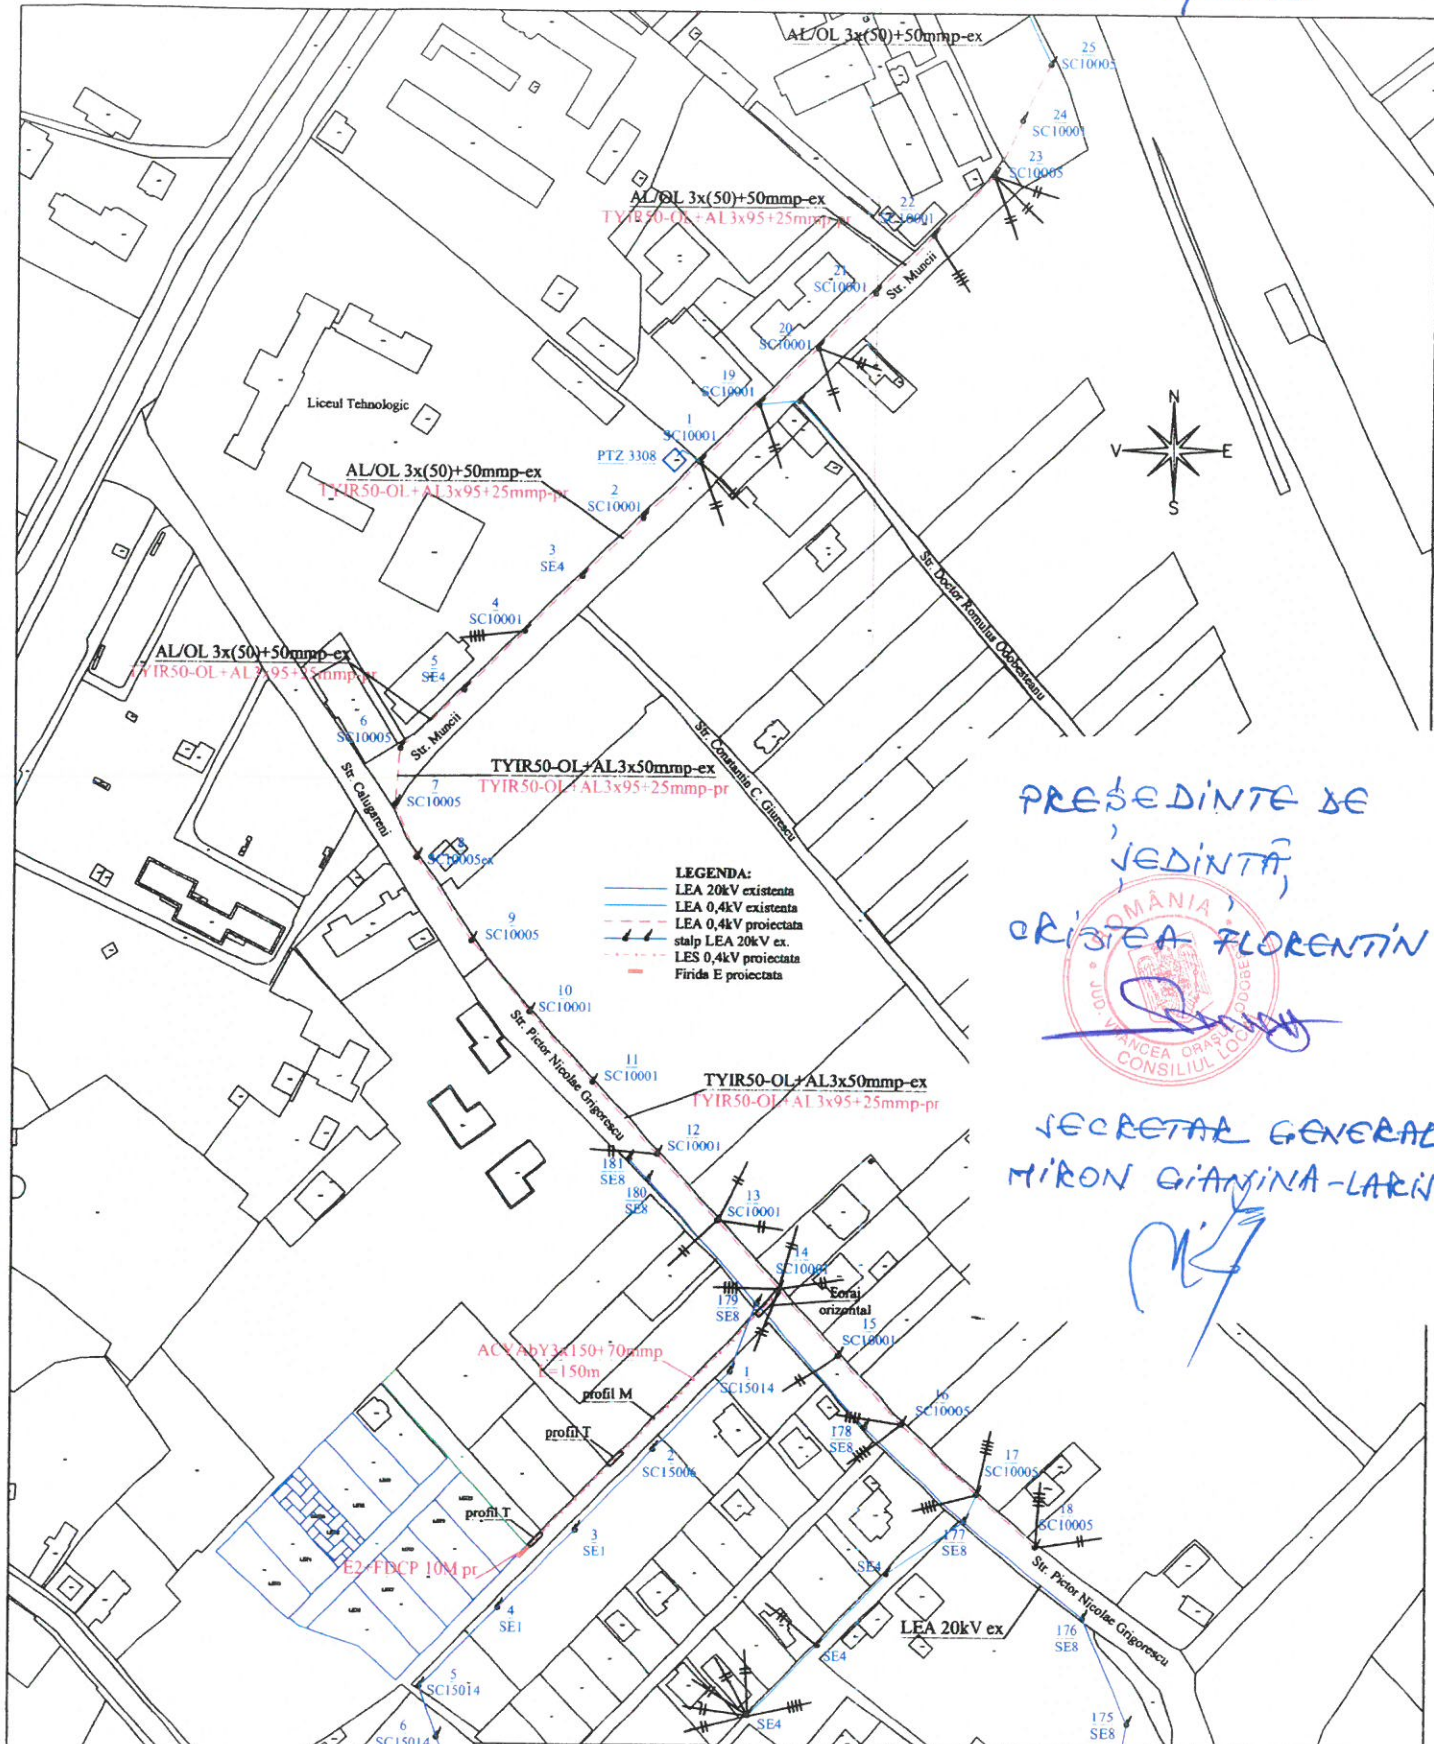 AL/OL 3x(50)+50mmp-ex
25
SC10005
24
SC10001
23
SC10005
AL/OL 3x(50)+50mmp-ex
TYIR50-OL+AL3x95+25mmp-pr
22
SC10001
Str. Muncii
21
SC10001
20
SC10001
19
SC10001
Liceul Tehnologic
1
SC10001
PTZ 3308
N
V
E
S
AL/OL 3x(50)+50mmp-ex
TYIR50-OL+AL3x95+25mmp-pr
2
SC10001
3
SE4
Str. Doctor Romulus Odobesteanu
4
SC10001
AL/OL 3x(50)+50mmp-ex
TYIR50-OL+AL3x95+25mmp-pr
5
SE4
6
SC10005
Str. Muncii
Str. Constantin C. Giurescu
Str. Calugareni
TYIR50-OL+AL3x50mmp-ex
TYIR50-OL+AL3x95+25mmp-pr
7
SC10005
8
SC10005ex
LEGENDA:
LEA 20kV existenta
LEA 0,4kV existenta
LEA 0,4kV proiectata
stalp LEA 20kV ex.
LES 0,4kV proiectata
Firida E proiectata
PREȘEDINTE DE
ȘEDINȚĂ,
CRISTEA FLORENTIN
ROMÂNIA
JUD. VRANCEA ORAȘUL ODOBEȘTI
CONSILIUL LOCAL
9
SC10005
10
SC10001
Str. Pictor Nicolae Grigorescu
11
SC10001
TYIR50-OL+AL3x50mmp-ex
TYIR50-OL+AL3x95+25mmp-pr
SECRETAR GENERAL
MIRON GIANINA-LARI
12
SC10001
181
SE8
180
SE8
13
SC10001
14
SC10001
179
SE8
Foraj
orizontal
15
SC10001
ACYAbY3x150+70mmp
L=150m
1
SC15014
profil M
16
SC10005
profil T
178
SE8
2
SC15006
17
SC10005
profil T
18
SC10005
3
SE1
177
SE8
E2+FDCP 10M pr
SE4
Str. Pictor Nicolae Grigorescu
4
SE1
LEA 20kV ex
176
SE8
SE4
5
SC15014
SE4
175
SE8
6
SC15014